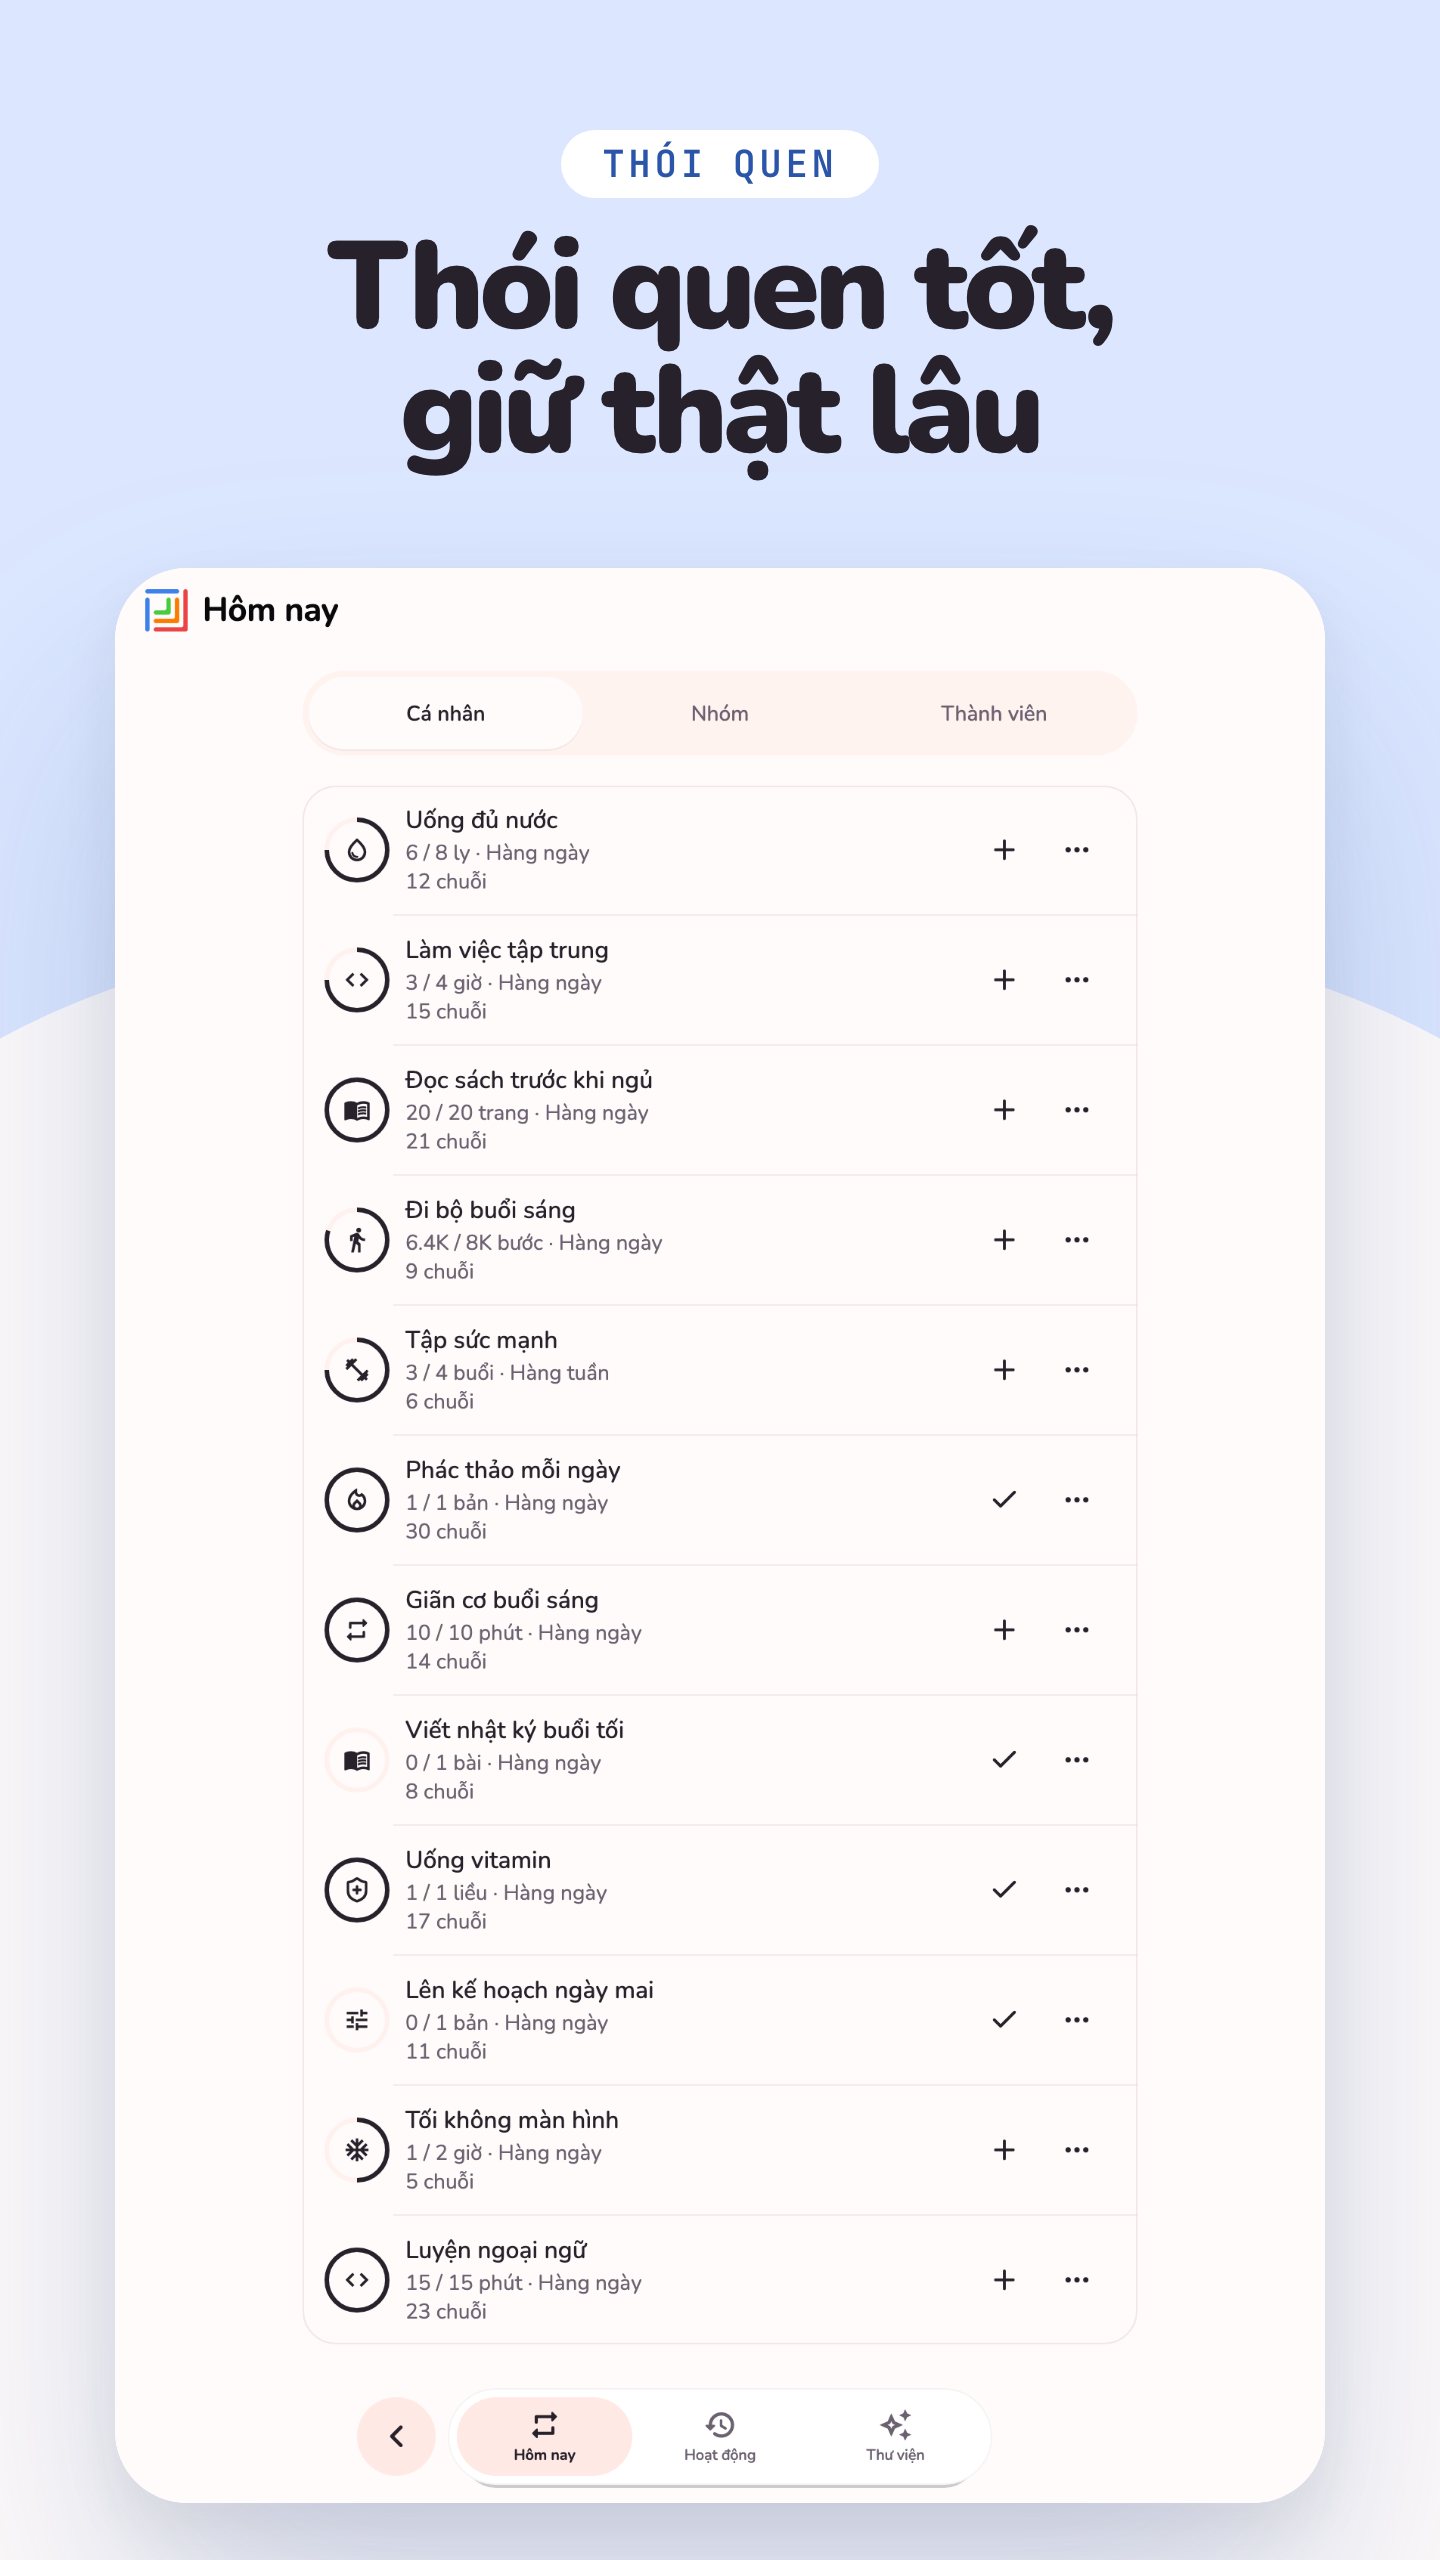 THÓI QUEN
Thói quen tốt,
giữ thật lâu
Hôm nay
Cá nhân
Nhóm
Thành viên
Uống đủ nước
6 / 8 ly · Hàng ngày
12 chuỗi
Làm việc tập trung
3 / 4 giờ · Hàng ngày
15 chuỗi
Đọc sách trước khi ngủ
20 / 20 trang · Hàng ngày
21 chuỗi
Đi bộ buổi sáng
6.4K / 8K bước · Hàng ngày
9 chuỗi
Tập sức mạnh
3 / 4 buổi · Hàng tuần
6 chuỗi
Phác thảo mỗi ngày
1 / 1 bản · Hàng ngày
30 chuỗi
Giãn cơ buổi sáng
10 / 10 phút · Hàng ngày
14 chuỗi
Viết nhật ký buổi tối
0 / 1 bài · Hàng ngày
8 chuỗi
Uống vitamin
1 / 1 liều · Hàng ngày
17 chuỗi
Lên kế hoạch ngày mai
0 / 1 bản · Hàng ngày
11 chuỗi
Tối không màn hình
1 / 2 giờ · Hàng ngày
5 chuỗi
Luyện ngoại ngữ
15 / 15 phút · Hàng ngày
23 chuỗi
Hôm nay
Hoạt động
Thư viện